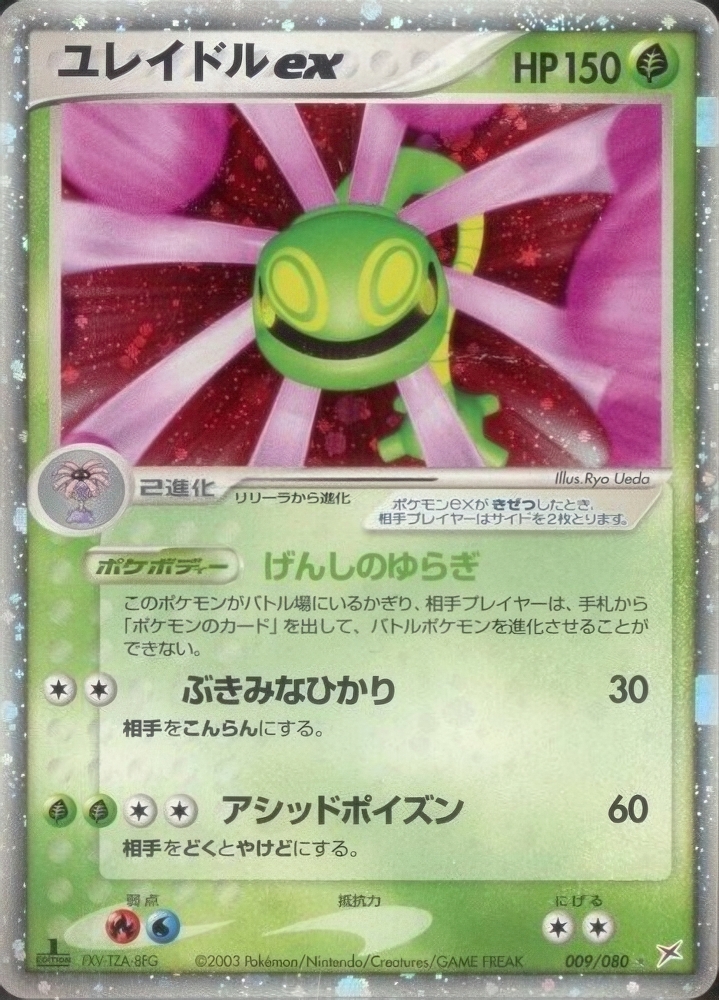 ユレイドルex
HP150
2進化
リリーラから進化
Illus.Ryo Ueda
ポケモンexがきぜつしたとき、
相手プレイヤーはサイドを2枚とります。
ポケボディー
げんしのゆらぎ
このポケモンがバトル場にいるかぎり、相手プレイヤーは、手札から
「ポケモンのカード」を出して、バトルポケモンを進化させることが
できない。
ぶきみなひかり 30
相手をこんらんにする。
アシッドポイズン 60
相手をどくとやけどにする。
弱点 抵抗力 にげる
1
EDITION
FXV-TZA-8FG
©2003 Pokémon/Nintendo/Creatures/GAME FREAK
009/080